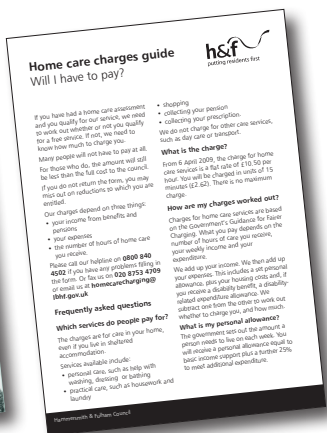 Home care charges guide
Will I have to pay?
h&f
putting residents first
If you have had a home care assessment
and you qualify for our service, we need
to work out whether or not you qualify
for a free service. If not, we need to
know how much to charge you.
Many people will not have to pay at all.
For those who do, the amount will still
be less than the full cost to the council.
If you do not return the form, you may
miss out on reductions to which you are
entitled.
Our charges depend on three things:
• your income from benefits and
pensions
• your expenses
• the number of hours of home care
you receive.
Please call our helpline on 0800 840
4502 if you have any problems filling in
the form. Or fax us on 020 8753 4709
or email us at homecarecharging@
lbhf.gov.uk
Frequently asked questions
Which services do people pay for?
The charges are for care in your home,
even if you live in sheltered
accommodation.
Services available include:
• personal care, such as help with
washing, dressing or bathing
• practical care, such as housework and
laundry
• shopping
• collecting your pension
• collecting your prescription.
We do not charge for other care services,
such as day care or transport.
What is the charge?
From 6 April 2009, the charge for home
care services is a flat rate of £10.50 per
hour. You will be charged in units of 15
minutes (£2.62). There is no maximum
charge.
How are my charges worked out?
Charges for home care services are based
on the Government's Guidance for Fairer
Charging. What you pay depends on the
number of hours of care you receive,
your weekly income and your
expenditure.
We add up your income. We then add up
your expenses. This includes a set personal
allowance, plus your housing costs and, if
you receive a disability benefit, a disability-
related expenditure allowance. We
subtract one from the other to work out
whether to charge you, and how much.
What is my personal allowance?
The government sets out the amount a
person needs to live on each week. You
will receive a personal allowance equal to
basic income support plus a further 25%
to meet additional expenditure.
Hammersmith & Fulham Council